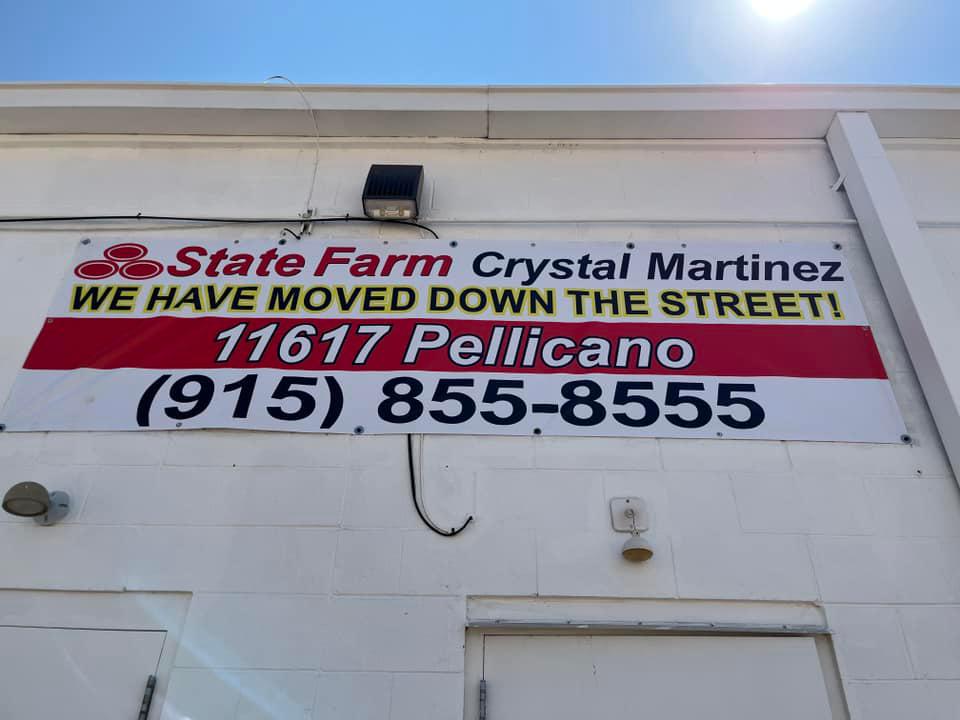 State Farm Crystal Martinez
WE HAVE MOVED DOWN THE STREET!
11617 Pellicano
(915) 855-8555